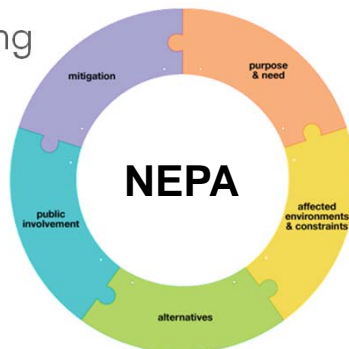 ng
mitigation
purpose
& need
NEPA
public
involvement
affected
environments
& constraints
alternatives